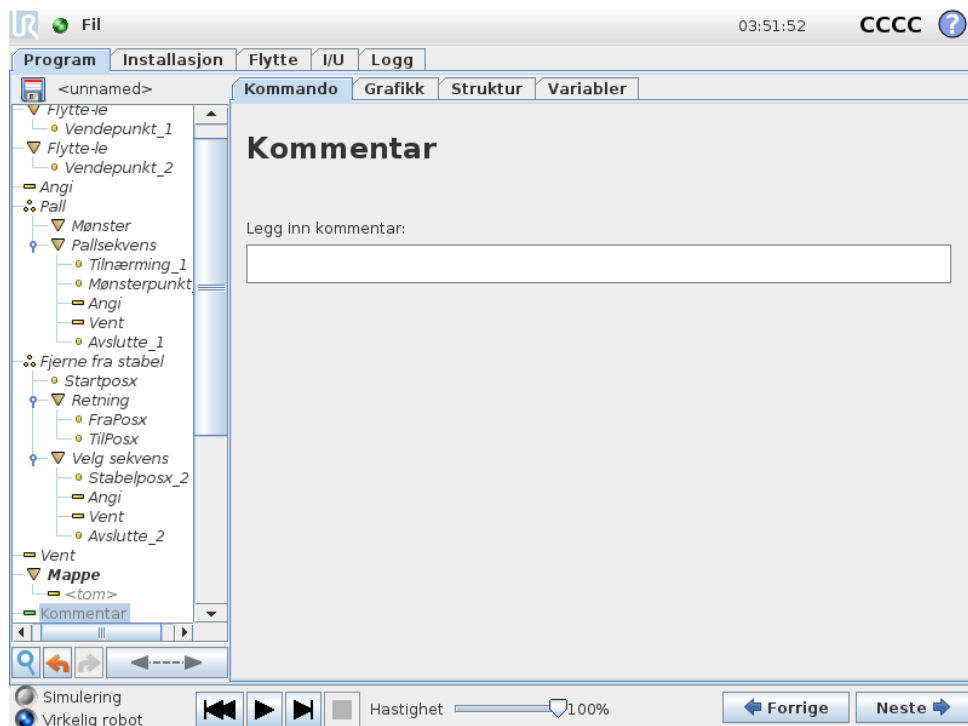 UR Fil 03:51:52 CCCC ?
Program Installasjon Flytte I/U Logg
<unnamed> Kommando Grafikk Struktur Variabler
Flytte-le
Vendepunkt_1
Flytte-le
Vendepunkt_2
Angi
Pall
Mønster
Pallsekvens
Tilnærming_1
Mønsterpunkt_
Angi
Vent
Avslutte_1
Fjerne fra stabel
Startposx
Retning
FraPosx
TilPosx
Velg sekvens
Stabelposx_2
Angi
Vent
Avslutte_2
Vent
Mappe
<tom>
Kommentar
Kommentar
Legg inn kommentar:
Simulering
Virkelig robot
Hastighet 100%
Forrige Neste